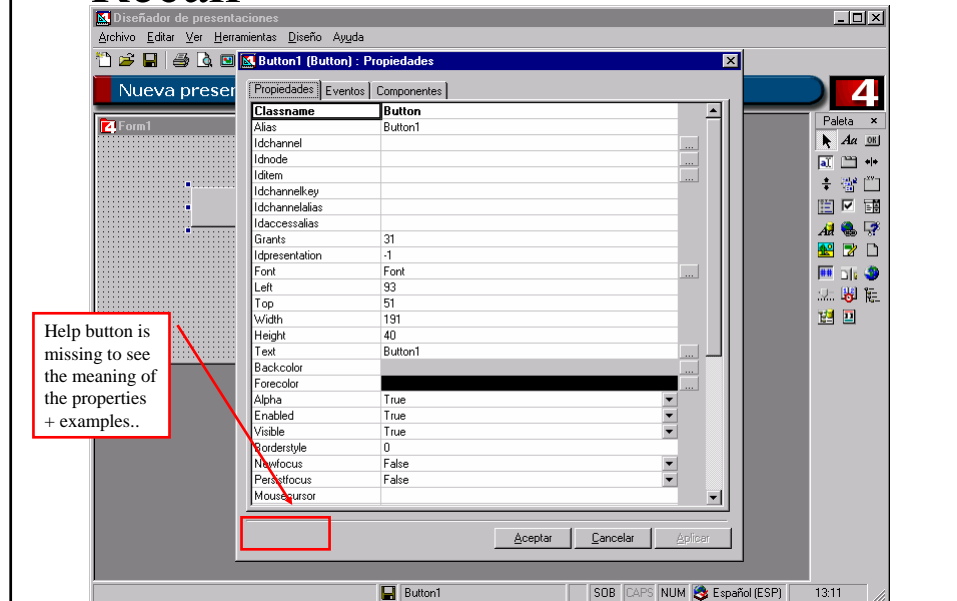 Recall
Diseñador de presentaciones
Archivo Editar Ver Herramientas Diseño Ayuda
Button1 (Button) : Propiedades
Nueva preser
4
Propiedades Eventos Componentes
Form1
Paleta
Classname Button
Alias Button1
Idchannel ...
Idnode ...
Iditem ...
Idchannelkey
Idchannelalias
Idaccessalias
Grants 31
Idpresentation -1
Font Font ...
Left 93
Top 51
Width 191
Height 40
Text Button1 ...
Backcolor ...
Forecolor ...
Alpha True
Enabled True
Visible True
Borderstyle 0
Newfocus False
Persistfocus False
Mousecursor
Help button is
missing to see
the meaning of
the properties
+ examples..
Aceptar Cancelar Aplicar
Button1 SOB CAPS NUM Español (ESP) 13:11